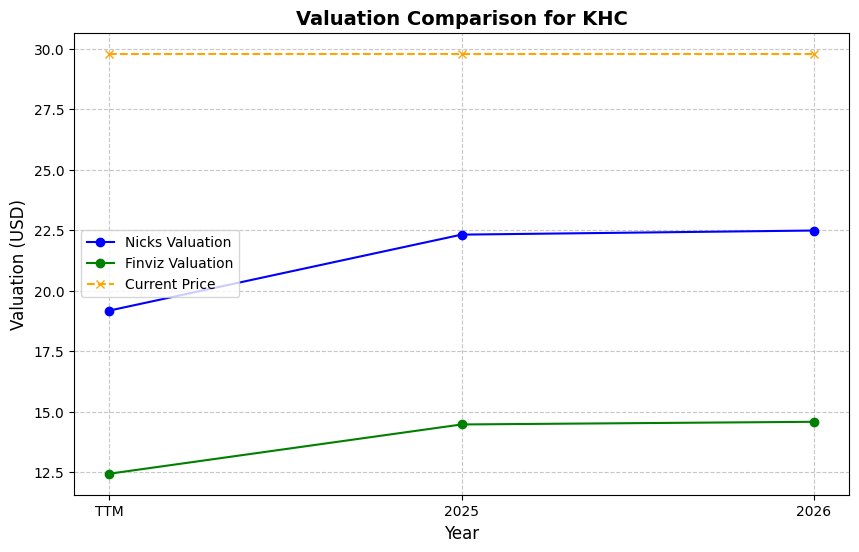 Valuation Comparison for KHC
30.0
27.5
25.0
22.5
20.0
17.5
15.0
12.5
Valuation (USD)
Nicks Valuation
Finviz Valuation
Current Price
TTM
2025
2026
Year